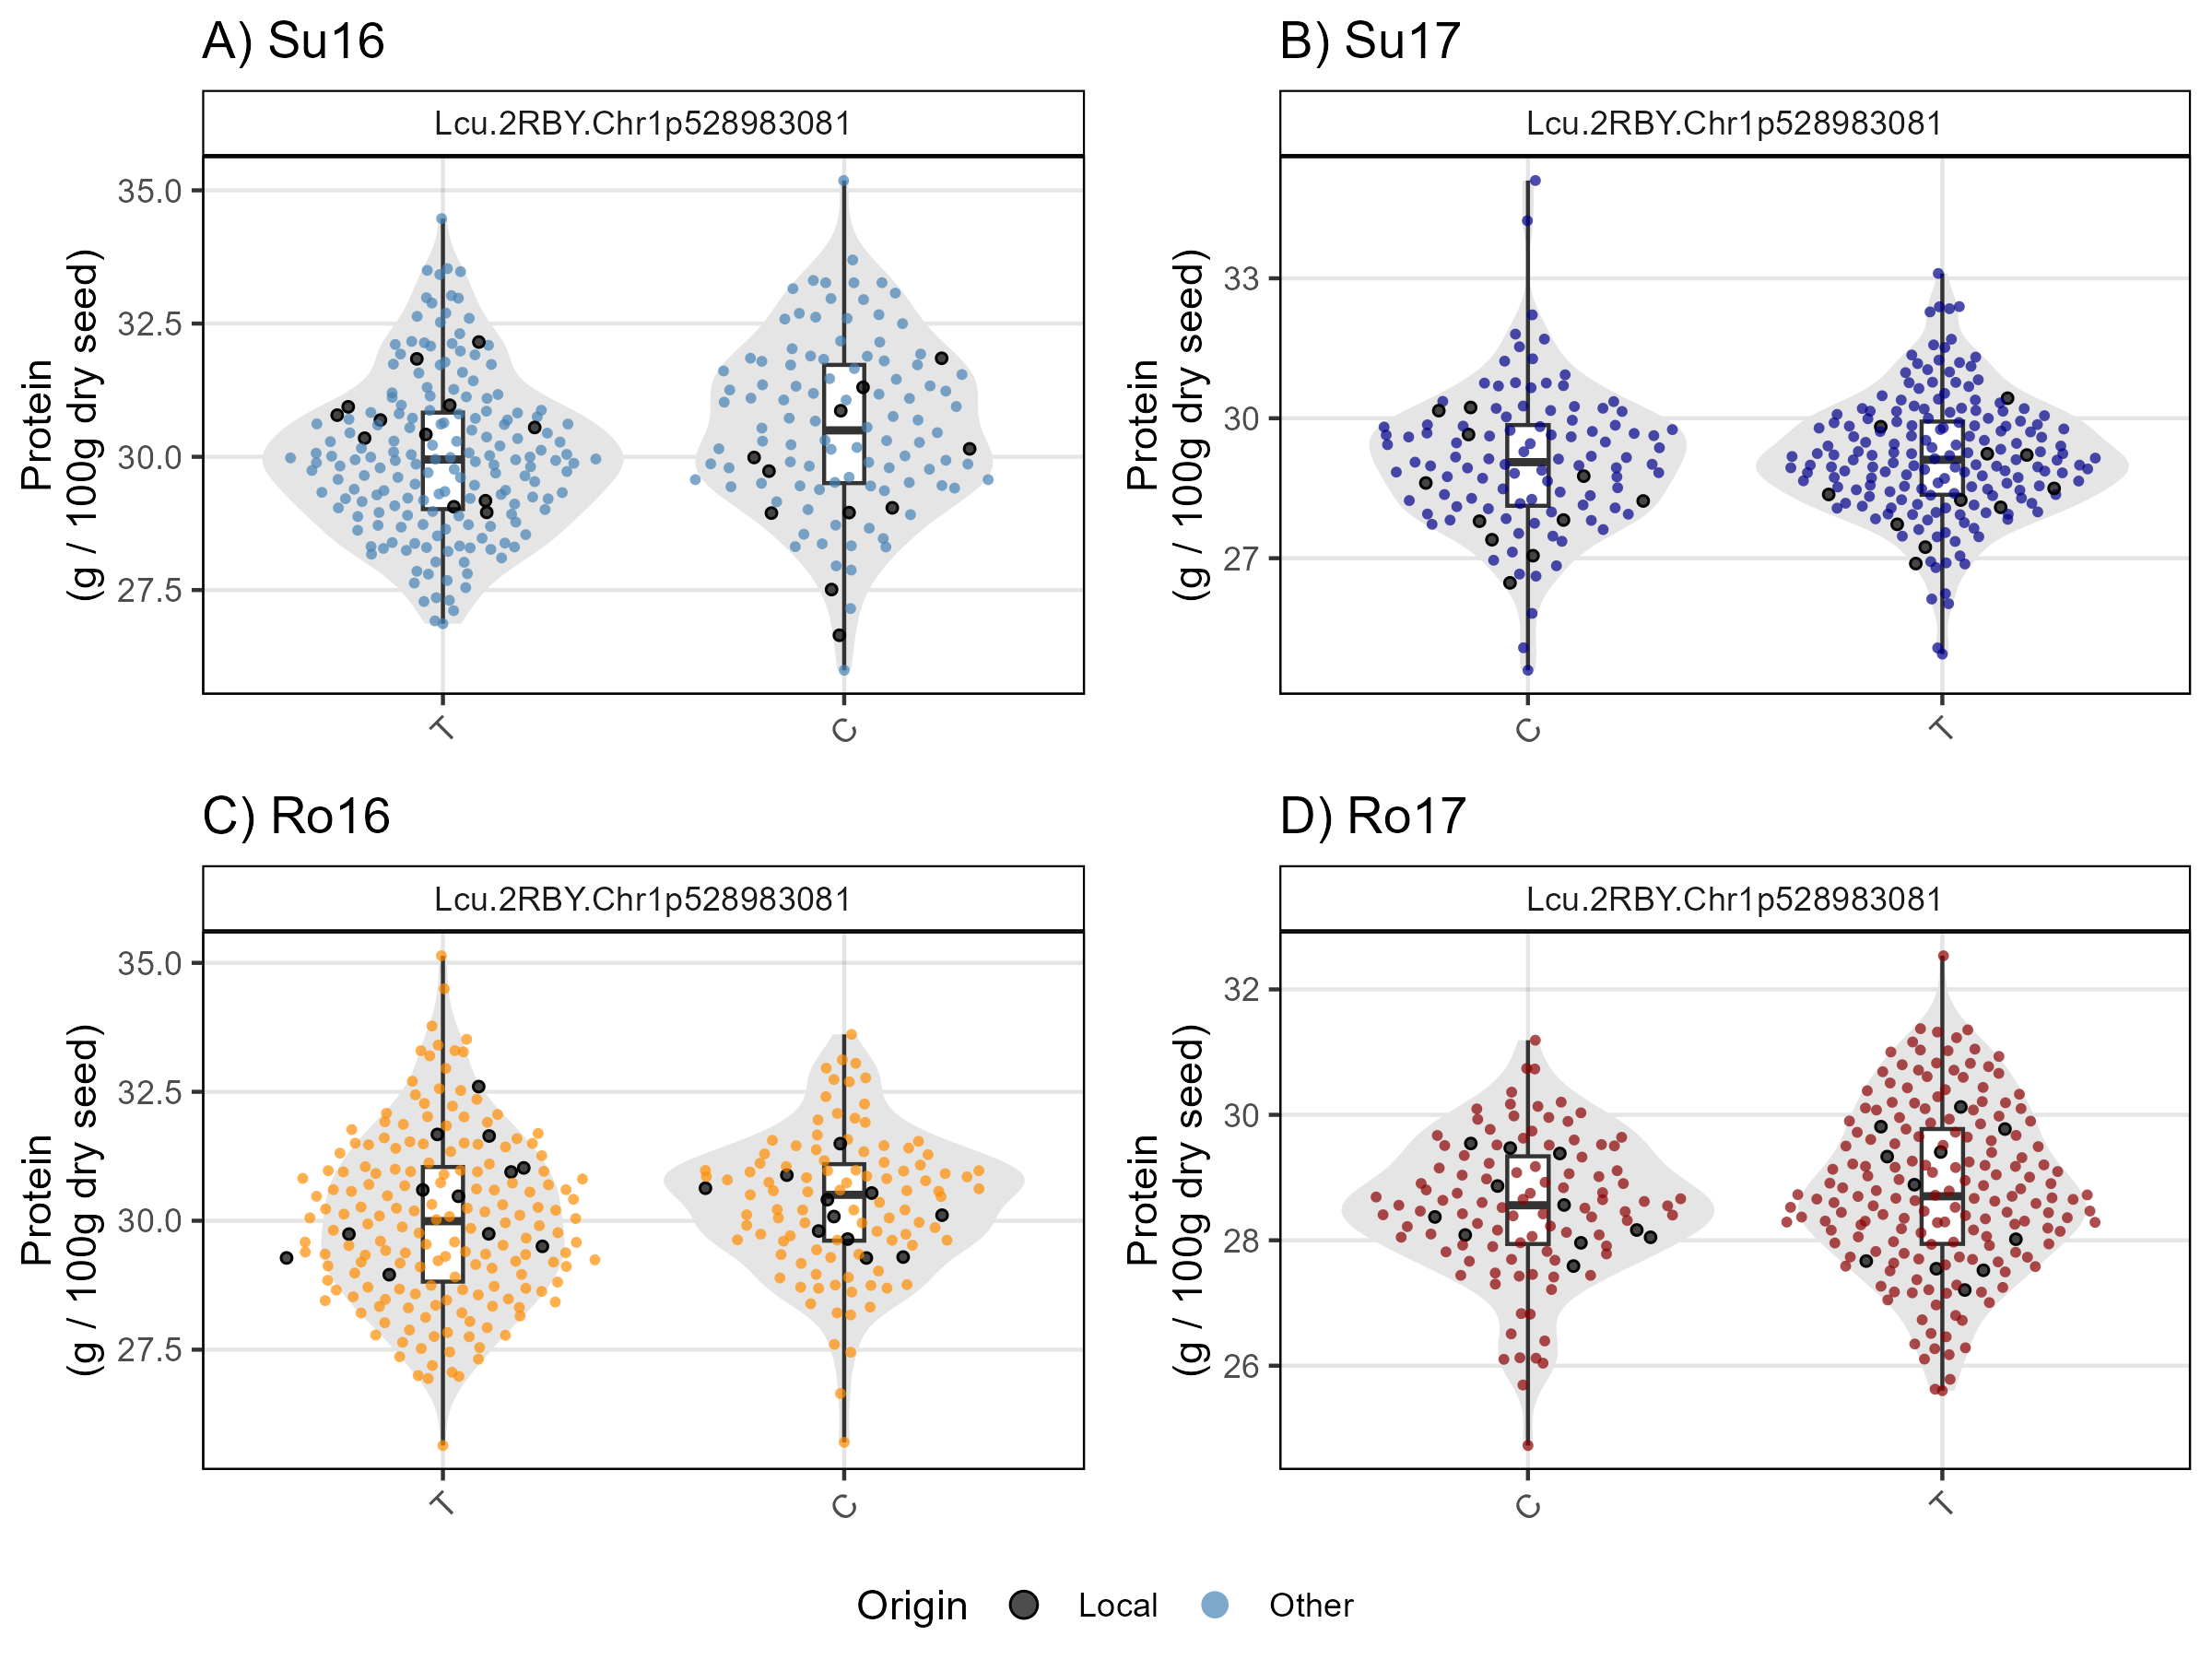 A) Su16
Lcu.2RBY.Chr1p528983081
Protein
(g / 100g dry seed)
35.0
32.5
30.0
27.5
T
C
B) Su17
Lcu.2RBY.Chr1p528983081
Protein
(g / 100g dry seed)
33
30
27
C
T
C) Ro16
Lcu.2RBY.Chr1p528983081
Protein
(g / 100g dry seed)
35.0
32.5
30.0
27.5
T
C
D) Ro17
Lcu.2RBY.Chr1p528983081
Protein
(g / 100g dry seed)
32
30
28
26
C
T
Origin Local Other